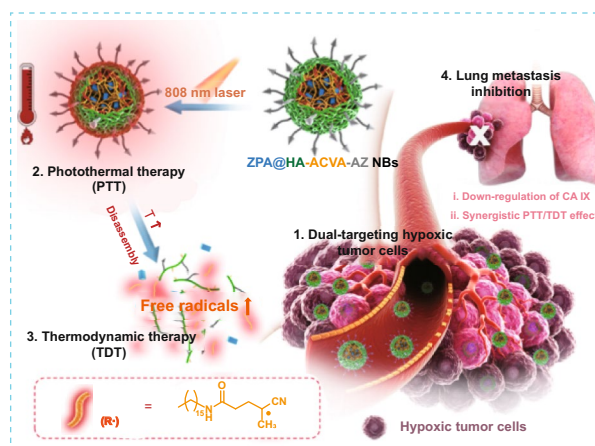 4. Lung metastasis
inhibition
808 nm laser
ZPA@HA-ACVA-AZ NBs
2. Photothermal therapy
(PTT)
i. Down-regulation of CA IX
ii. Synergistic PTT/TDT effec
1. Dual-targeting hypoxic
tumor cells
Disassembly
T
Free radicals
3. Thermodynamic therapy
(TDT)
(R·)
=
15
N
H
O
CN
CH₃
Hypoxic tumor cells